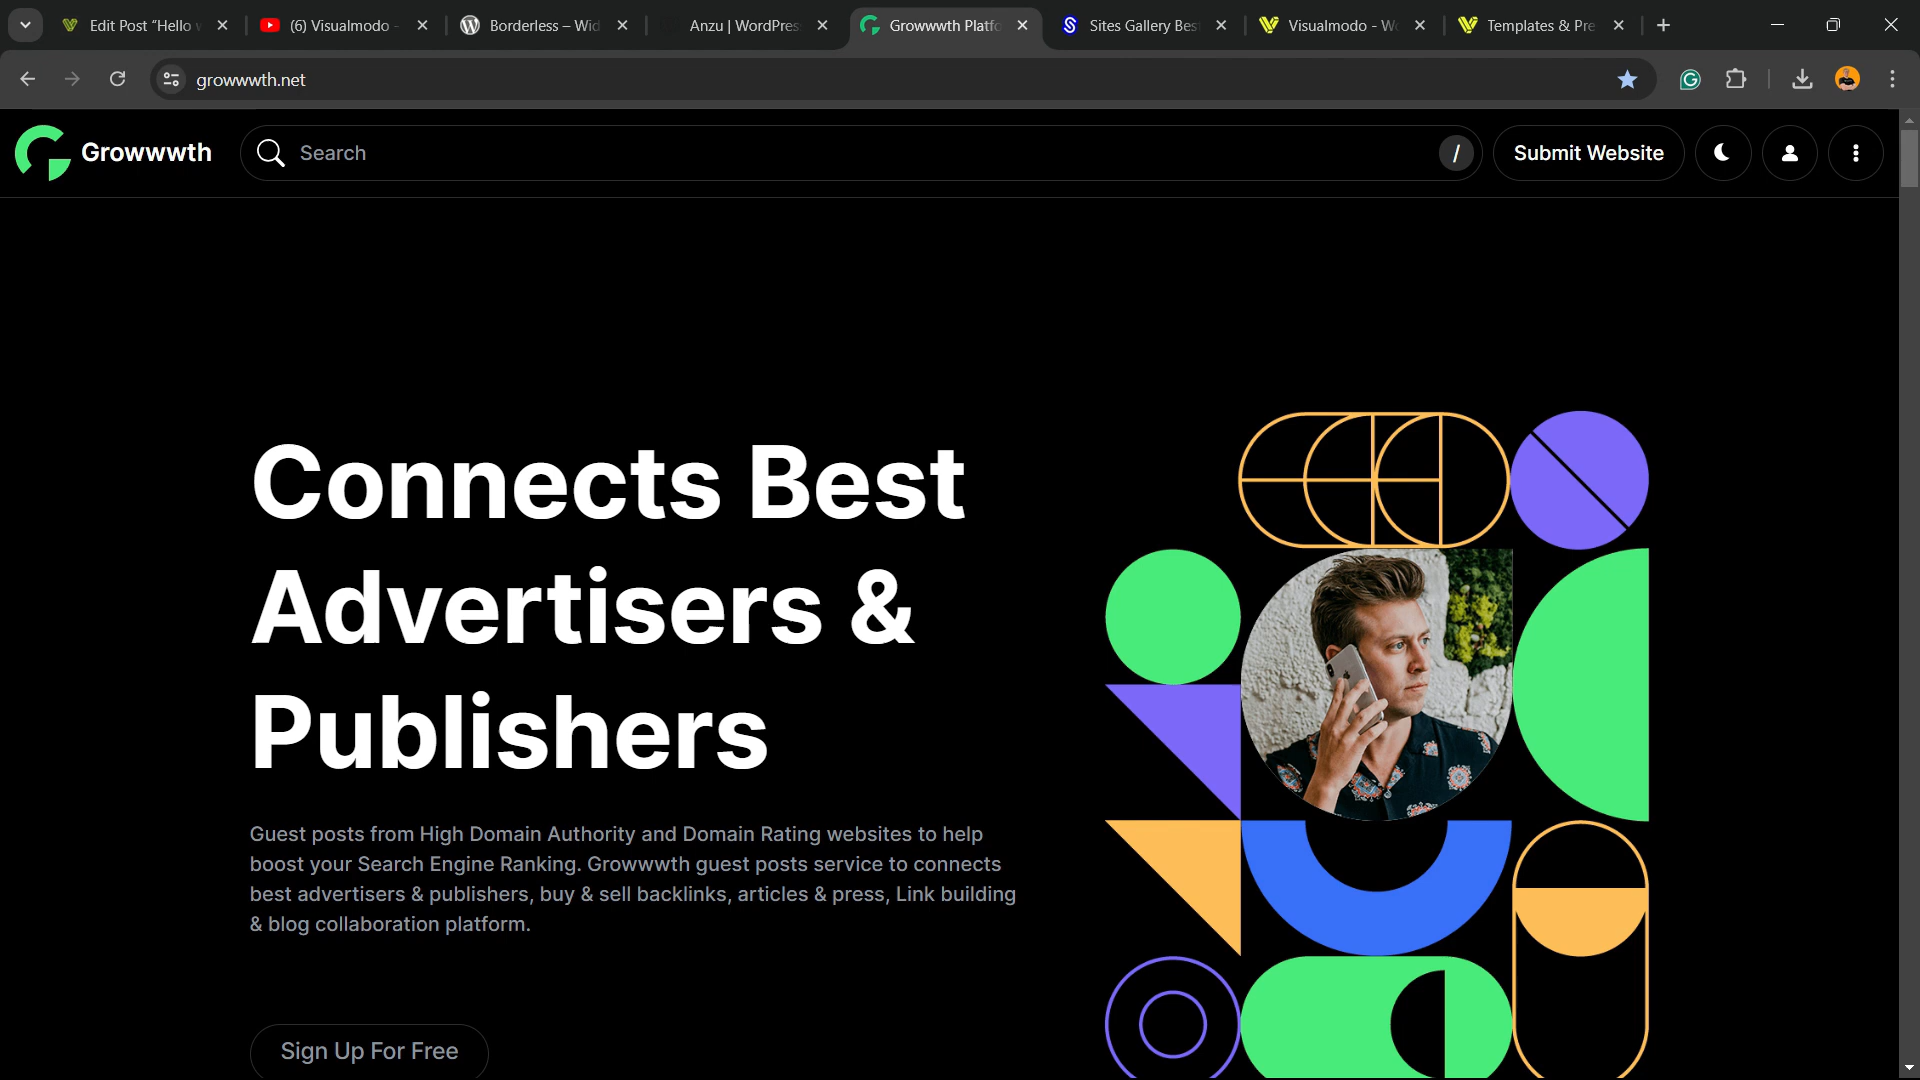 Edit Post “Hello w
(6) Visualmodo -
Borderless – Wid
Anzu | WordPres
Growwwth Platfo
Sites Gallery Bes
Visualmodo - Wo
Templates & Pre
growwwth.net
Growwwth
Search
/
Submit Website
Connects Best
Advertisers &
Publishers
Guest posts from High Domain Authority and Domain Rating websites to help
boost your Search Engine Ranking. Growwwth guest posts service to connects
best advertisers & publishers, buy & sell backlinks, articles & press, Link building
& blog collaboration platform.
Sign Up For Free